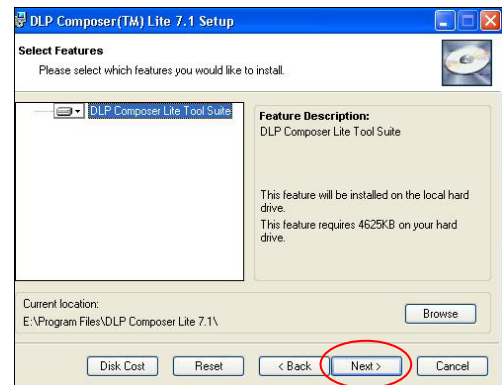 DLP Composer(TM) Lite 7.1 Setup
Select Features
Please select which features you would like to install.
DLP Composer Lite Tool Suite
Feature Description:
DLP Composer Lite Tool Suite
This feature will be installed on the local hard
drive.
This feature requires 4625KB on your hard
drive.
Current location:
E:\Program Files\DLP Composer Lite 7.1\
Browse
Disk Cost
Reset
< Back
Next >
Cancel